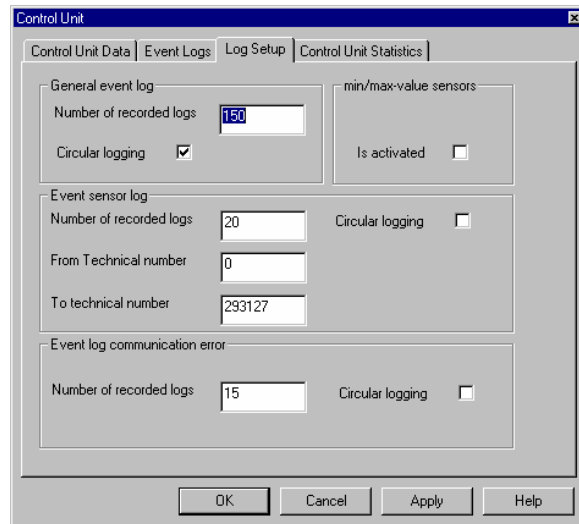 Control Unit
Control Unit Data Event Logs Log Setup Control Unit Statistics
General event log
Number of recorded logs 150
Circular logging
min/max-value sensors
Is activated
Event sensor log
Number of recorded logs 20 Circular logging
From Technical number 0
To technical number 293127
Event log communication error
Number of recorded logs 15 Circular logging
OK Cancel Apply Help